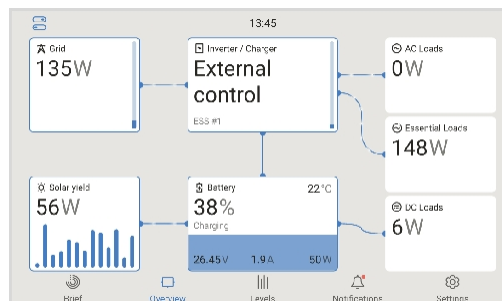 13:45
Grid
135W
Inverter / Charger
External
control
ESS #1
AC Loads
0W
Essential Loads
148W
Solar yield
56W
Battery
22°C
38%
Charging
26.45V 1.9A 50W
DC Loads
6W
Brief
Overview
Levels
Notifications
Settings